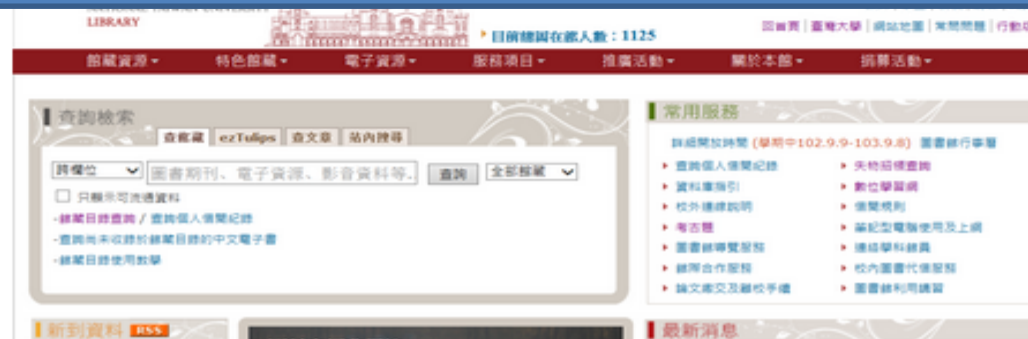 LIBRARY
目前總圖在館人數：1125
回首頁 | 臺灣大學 | 網站地圖 | 常問問題 |
館藏資源 特色館藏 電子資源 服務項目 推廣活動 關於本館 捐募活動
查詢檢索
查館藏 ezTulips 查文章 站內搜尋
跨欄位 圖書期刊、電子資源、影音資料等. 查詢 全部館藏
只顯示可流通資料
-館藏目錄查詢 / 查詢個人借閱紀錄
-查詢尚未收錄於館藏目錄的中文電子書
-館藏目錄使用教學
常用服務
詳細開放時間 (學期中102.9.9-103.9.8) 圖書館行事曆
查詢個人借閱紀錄 失物招領查詢
資料庫指引 數位學習網
校外連線說明 借閱規則
考古題 筆記型電腦使用及上網
圖書館導覽服務 連絡學科館員
館際合作服務 校內圖書代借服務
論文繳交及離校手續 圖書館利用講習
新到資料 RSS
最新消息